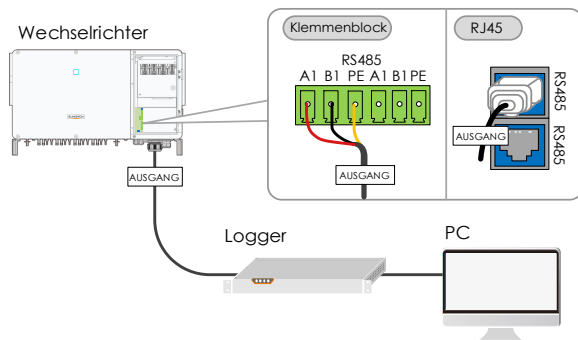 Wechselrichter
Klemmenblock
RJ45
RS485
A1 B1 PE A1 B1 PE
RS485
RS485
AUSGANG
AUSGANG
AUSGANG
Logger
PC